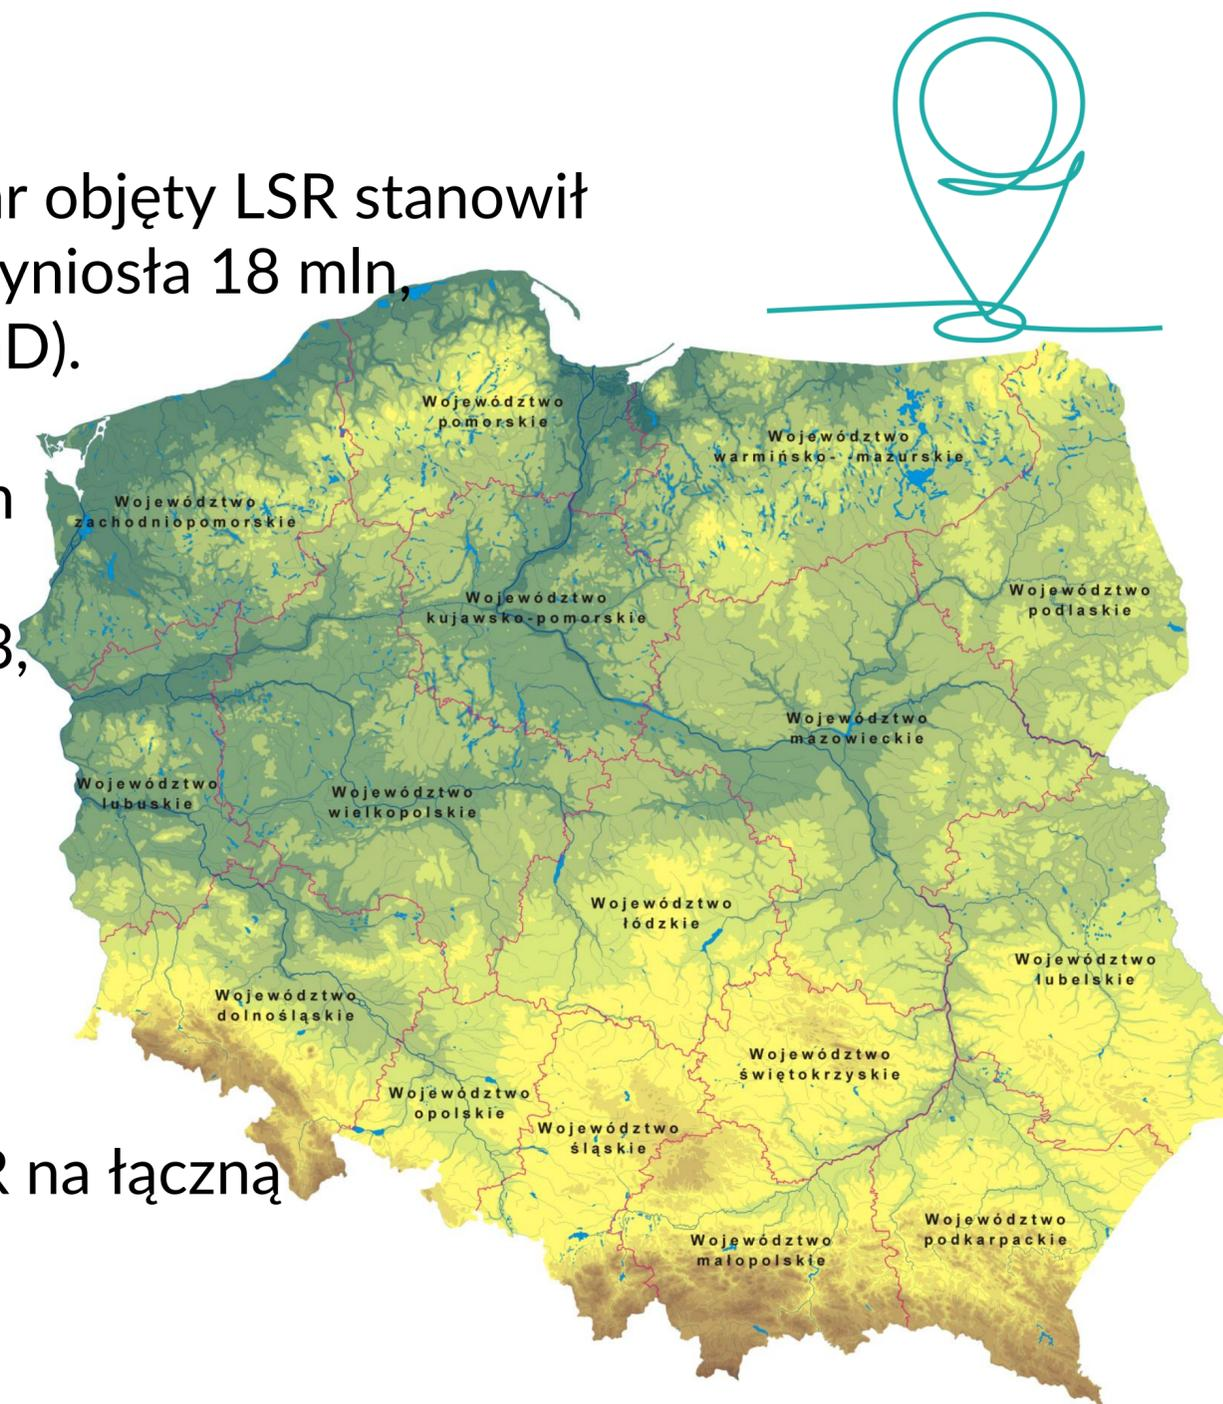 r objęty LSR stanowił
yniosła 18 mln,
D).
Województwo
pomorskie
Województwo
warmińsko- -mazurskie
Województwo
zachodniopomorskie
Województwo
podlaskie
Województwo
kujawsko-pomorskie
3,
Województwo
mazowieckie
Województwo
lubuskie
Województwo
wielkopolskie
Województwo
łódzkie
Województwo
lubelskie
Województwo
dolnośląskie
Województwo
świętokrzyskie
Województwo
opolskie
Województwo
śląskie
R na łączną
Województwo
podkarpackie
Województwo
małopolskie